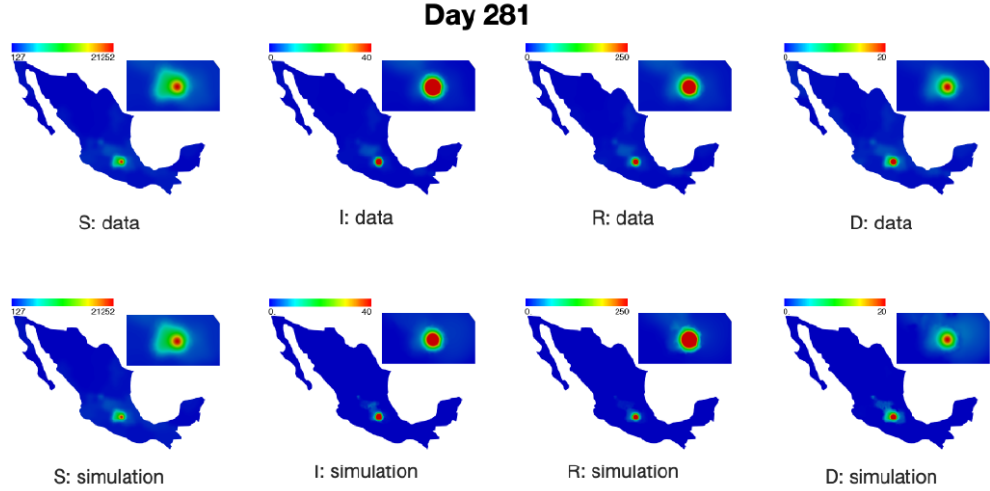 Day 281
127 21252
0 40
0 250
0 20
S: data
I: data
R: data
D: data
127 21252
0 40
0 250
0 20
S: simulation
I: simulation
R: simulation
D: simulation